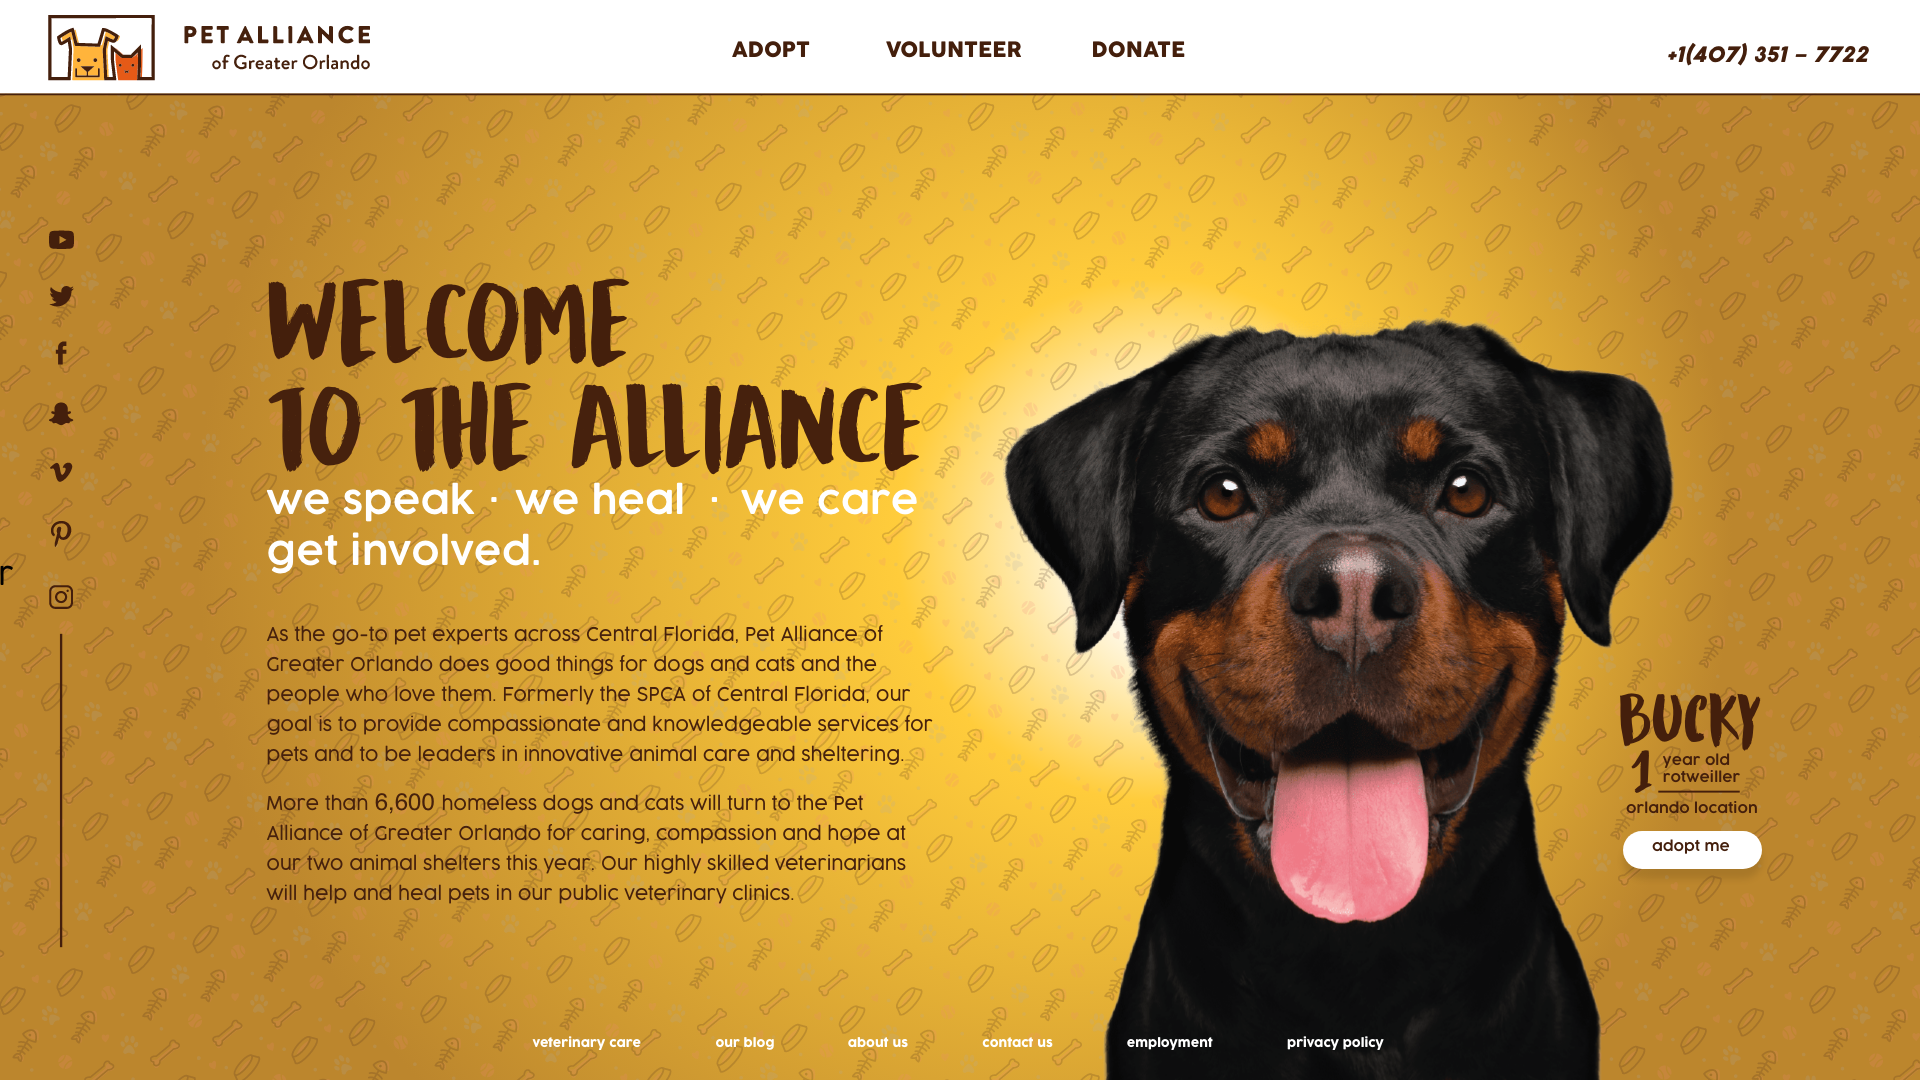 PET ALLIANCE
of Greater Orlando
ADOPT
VOLUNTEER
DONATE
+1(407) 351 – 7722
WELCOME
TO THE ALLIANCE
we speak · we heal · we care
get involved.
r
As the go-to pet experts across Central Florida, Pet Alliance of
Greater Orlando does good things for dogs and cats and the
people who love them. Formerly the SPCA of Central Florida, our
goal is to provide compassionate and knowledgeable services for
pets and to be leaders in innovative animal care and sheltering.
More than 6,600 homeless dogs and cats will turn to the Pet
Alliance of Greater Orlando for caring, compassion and hope at
our two animal shelters this year. Our highly skilled veterinarians
will help and heal pets in our public veterinary clinics.
BUCKY
1 year old
rotweiller
orlando location
adopt me
veterinary care
our blog
about us
contact us
employment
privacy policy